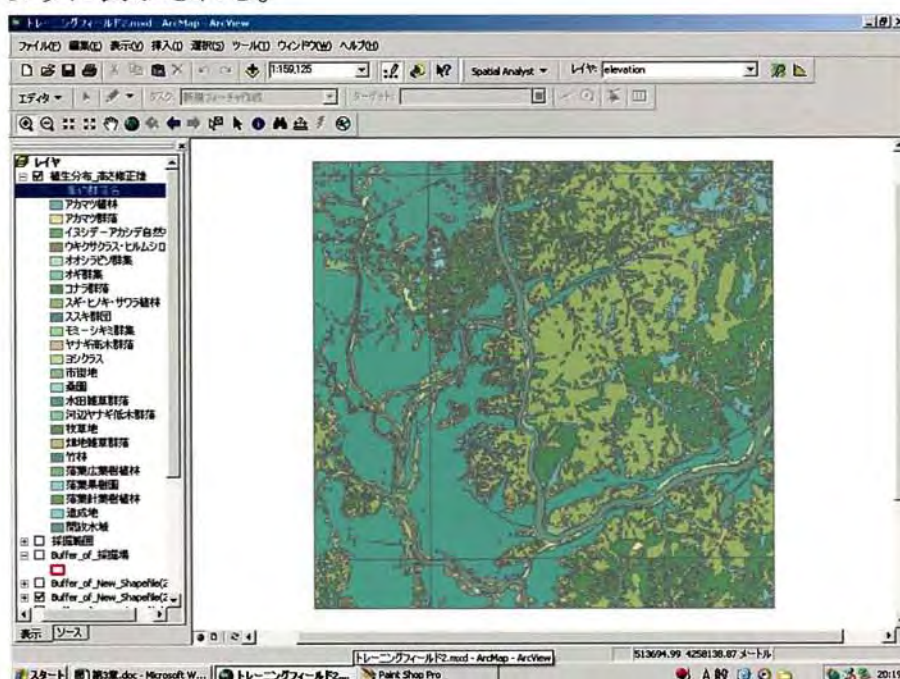 トレーニングフィールド2.mxd - ArcMap - ArcView
ファイル(F) 編集(E) 表示(V) 挿入(I) 選択(S) ツール(T) ウィンドウ(W) ヘルプ(H)
1:159,125 Spatial Analyst レイヤ: elevation
エディタ タスク: 新規フィーチャ作成 ターゲット:
レイヤ
植生分布_高さ修正後
アカマツ植林
アカマツ群落
イヌシデーアカシデ自然
ウキクサクラス・ヒルムシロ
オオシラビソ群集
オギ群集
コナラ群落
スギ・ヒノキ・サワラ植林
ススキ群団
モミーシキミ群集
ヤナギ高木群落
ヨシクラス
市街地
桑園
水田雑草群落
河辺ヤナギ低木群落
牧草地
畑地雑草群落
竹林
落葉広葉樹植林
落葉果樹園
落葉針葉樹植林
造成地
開放水域
採掘範囲
Buffer_of_採掘場
Buffer_of_New_Shapefile(2
Buffer_of_New_Shapefile(2
表示 ソース
トレーニングフィールド2.mxd - ArcMap - ArcView
513694.99 4258138.87 メートル
スタート 第3章.doc - Microsoft W... トレーニングフィールド2... Paint Shop Pro 20:19